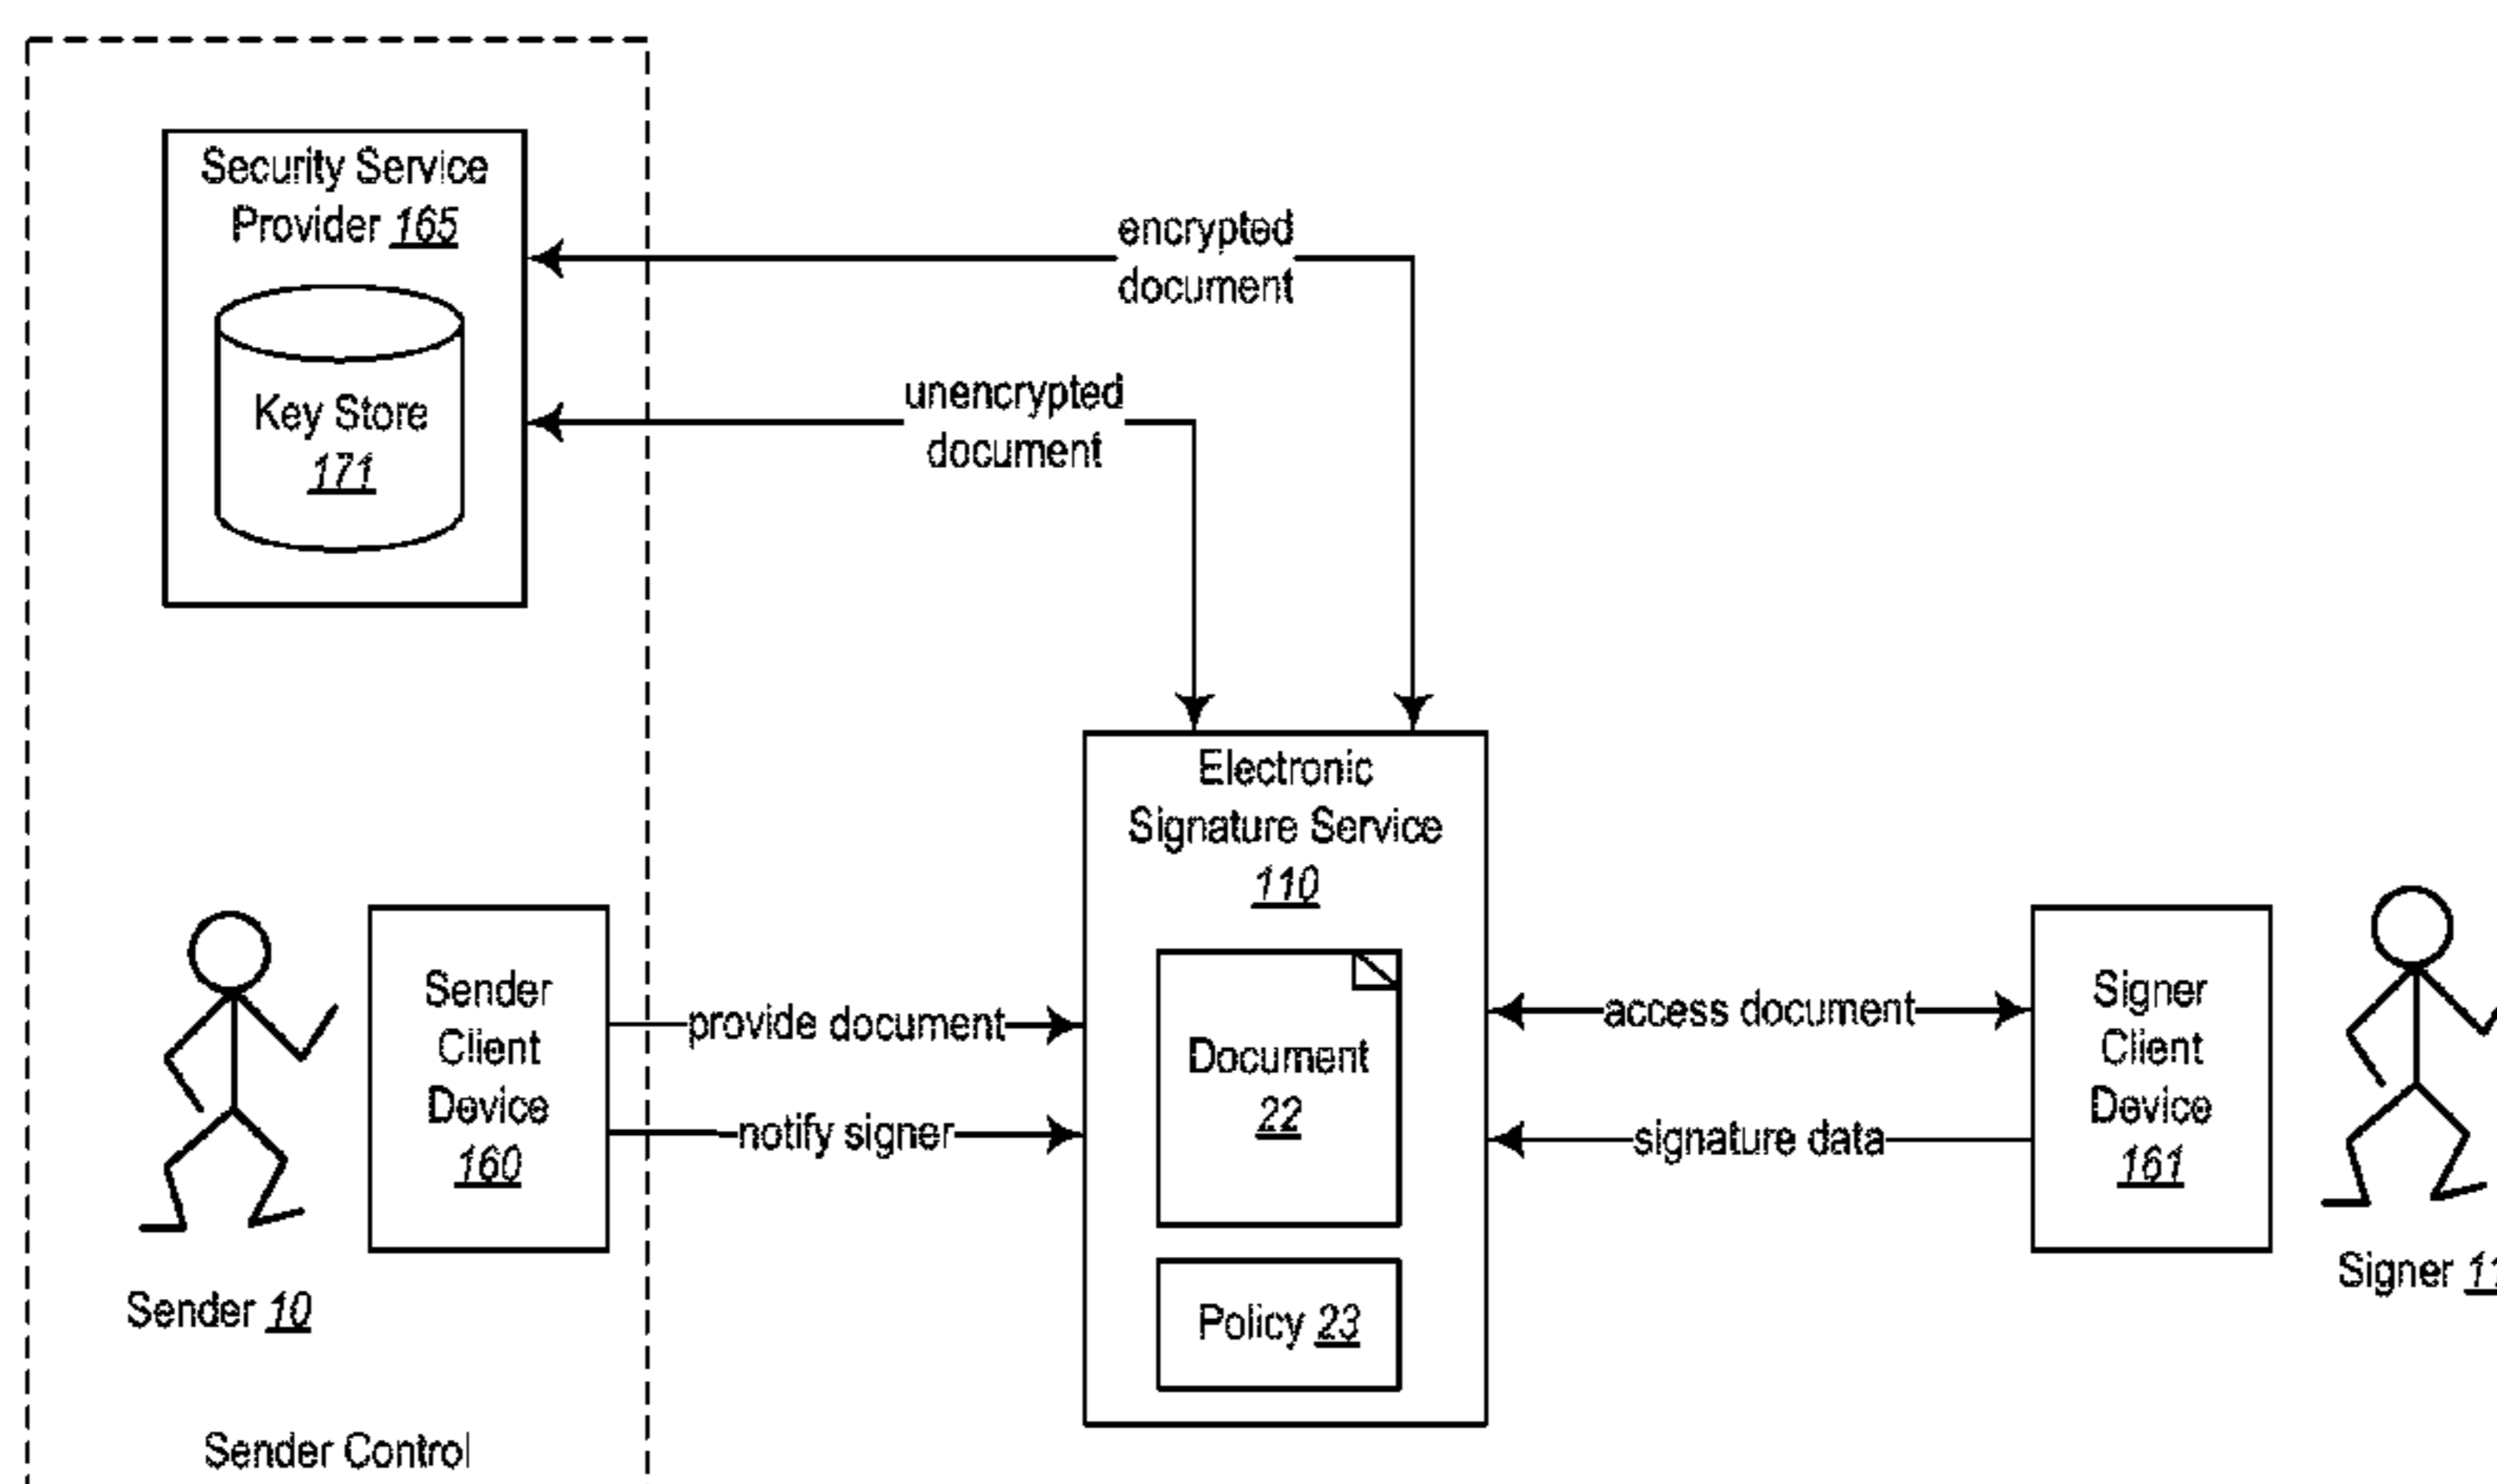 Security Service
Provider 165
Key Store
171
encrypted
document
unencrypted
document
Electronic
Signature Service
110
Document
22
Policy 23
Sender
Client
Device
160
provide document
notify signer
access document
signature data
Signer
Client
Device
161
Sender 10
Signer
Sender Control